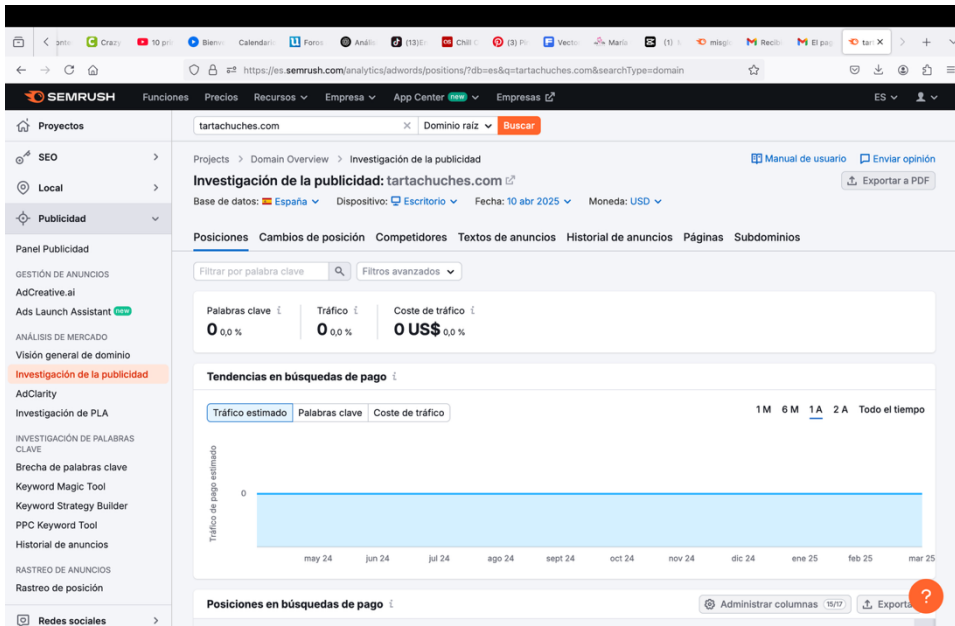 Crazy
10 pri
Bienv
Calendari
Foros
Anális
Chill C
(3) Pi
Vector
Maria
misgi
Recib
El pag
tart
https://es.semrush.com/analytics/adwords/positions/?db=es&q=tartachuches.com&searchType=domain
SEMRUSH Funciones Precios Recursos Empresa App Center new Empresas ES
Proyectos
SEO
Local
Publicidad
Panel Publicidad
GESTIÓN DE ANUNCIOS
AdCreative.ai
Ads Launch Assistant new
ANÁLISIS DE MERCADO
Visión general de dominio
Investigación de la publicidad
AdClarity
Investigación de PLA
INVESTIGACIÓN DE PALABRAS
CLAVE
Brecha de palabras clave
Keyword Magic Tool
Keyword Strategy Builder
PPC Keyword Tool
Historial de anuncios
RASTREO DE ANUNCIOS
Rastreo de posición
Redes sociales
tartachuches.com × Dominio raíz Buscar
Projects > Domain Overview > Investigación de la publicidad
Manual de usuario Enviar opinión
Investigación de la publicidad: tartachuches.com
Exportar a PDF
Base de datos: España Dispositivo: Escritorio Fecha: 10 abr 2025 Moneda: USD
Posiciones Cambios de posición Competidores Textos de anuncios Historial de anuncios Páginas Subdominios
Filtrar por palabra clave Filtros avanzados
Palabras clave i Tráfico i Coste de tráfico i
0 0,0 % 0 0,0 % 0 US$ 0,0 %
Tendencias en búsquedas de pago i
Tráfico estimado Palabras clave Coste de tráfico
1 M 6 M 1 A 2 A Todo el tiempo
Tráfico de pago estimado
0
may 24 jun 24 jul 24 ago 24 sept 24 oct 24 nov 24 dic 24 ene 25 feb 25 mar 25
Posiciones en búsquedas de pago i
Administrar columnas 15/17 Exporta
?